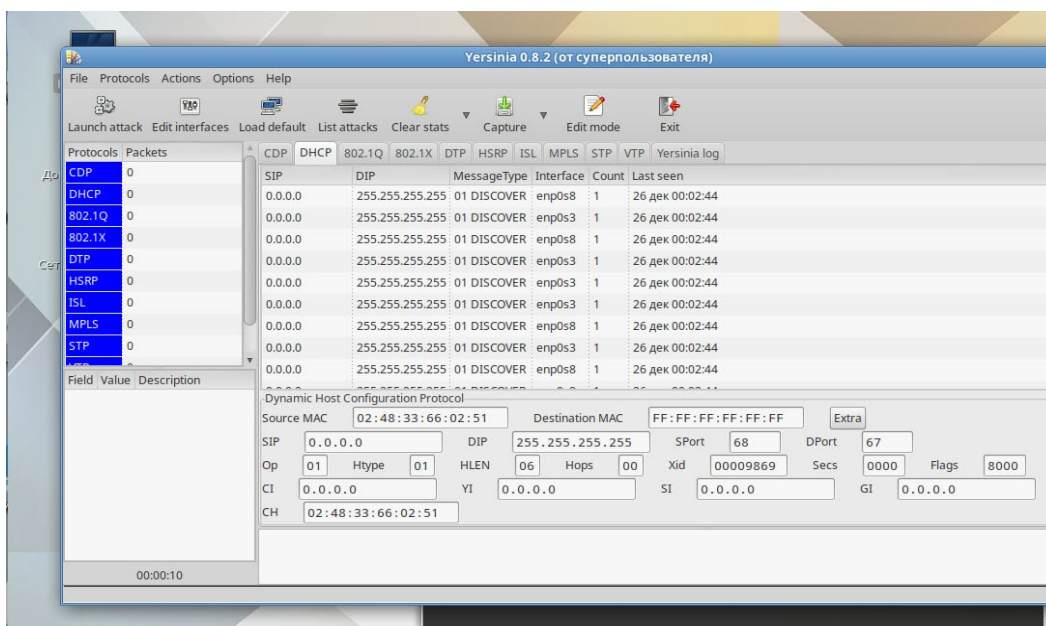 Yersinia 0.8.2 (от суперпользователя)
File Protocols Actions Options Help
Launch attack Edit interfaces Load default List attacks Clear stats Capture Edit mode Exit
Protocols Packets
CDP 0
DHCP 0
802.1Q 0
802.1X 0
DTP 0
HSRP 0
ISL 0
MPLS 0
STP 0
Field Value Description
00:00:10
CDP DHCP 802.1Q 802.1X DTP HSRP ISL MPLS STP VTP Yersinia log
SIP DIP MessageType Interface Count Last seen
0.0.0.0 255.255.255.255 01 DISCOVER enp0s8 1 26 дек 00:02:44
0.0.0.0 255.255.255.255 01 DISCOVER enp0s3 1 26 дек 00:02:44
0.0.0.0 255.255.255.255 01 DISCOVER enp0s8 1 26 дек 00:02:44
0.0.0.0 255.255.255.255 01 DISCOVER enp0s3 1 26 дек 00:02:44
0.0.0.0 255.255.255.255 01 DISCOVER enp0s3 1 26 дек 00:02:44
0.0.0.0 255.255.255.255 01 DISCOVER enp0s3 1 26 дек 00:02:44
0.0.0.0 255.255.255.255 01 DISCOVER enp0s8 1 26 дек 00:02:44
0.0.0.0 255.255.255.255 01 DISCOVER enp0s3 1 26 дек 00:02:44
0.0.0.0 255.255.255.255 01 DISCOVER enp0s8 1 26 дек 00:02:44
Dynamic Host Configuration Protocol
Source MAC 02:48:33:66:02:51 Destination MAC FF:FF:FF:FF:FF:FF Extra
SIP 0.0.0.0 DIP 255.255.255.255 SPort 68 DPort 67
Op 01 Htype 01 HLEN 06 Hops 00 Xid 00009869 Secs 0000 Flags 8000
CI 0.0.0.0 YI 0.0.0.0 SI 0.0.0.0 GI 0.0.0.0
CH 02:48:33:66:02:51
До
Сет